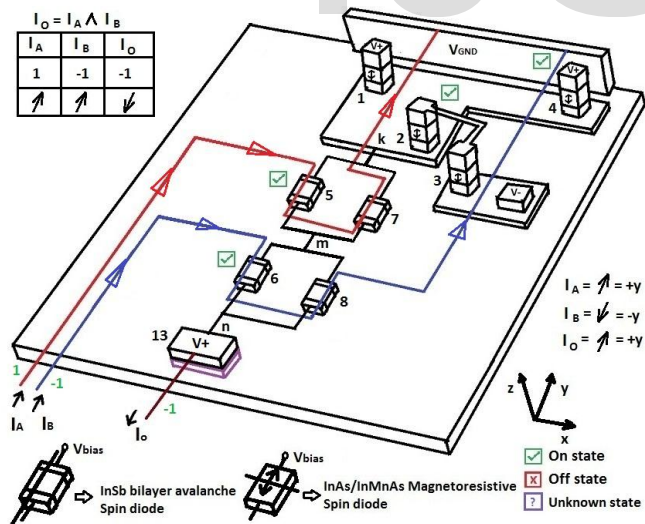 I_O = I_A ∧ I_B
I_A I_B I_O
1 -1 -1
V+
V_GND
V+
1
2
3
4
V-
k
5
7
m
6
8
n
13
V+
1
-1
I_A
I_B
-1
I_o
I_A = = +y
I_B = = -y
I_O = = +y
z
y
x
V_bias
InSb bilayer avalanche
Spin diode
V_bias
InAs/InMnAs Magnetoresistive
Spin diode
On state
x Off state
? Unknown state